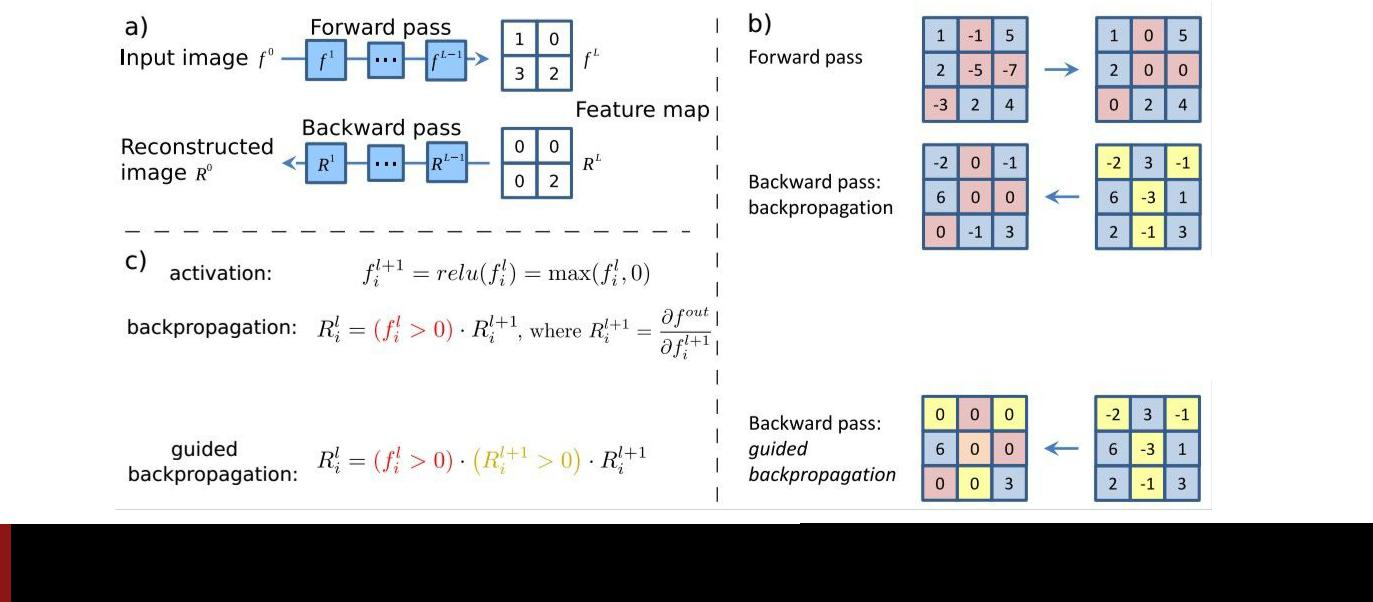 a)
Forward pass
Input image f⁰ f¹ ... f^{L−1}
1 0
3 2
f^L
Feature map
Backward pass
Reconstructed
image R⁰
R¹ ... R^{L−1}
0 0
0 2
R^L
b)
Forward pass
1 -1 5
2 -5 -7
-3 2 4
1 0 5
2 0 0
0 2 4
Backward pass:
backpropagation
-2 0 -1
6 0 0
0 -1 3
-2 3 -1
6 -3 1
2 -1 3
Backward pass:
guided
backpropagation
0 0 0
6 0 0
0 0 3
-2 3 -1
6 -3 1
2 -1 3
c)
activation: f_i^{l+1} = relu(f_i^l) = max(f_i^l, 0)
backpropagation: R_i^l = (f_i^l > 0) · R_i^{l+1}, where R_i^{l+1} = ∂f^{out} / ∂f_i^{l+1}
guided
backpropagation: R_i^l = (f_i^l > 0) · (R_i^{l+1} > 0) · R_i^{l+1}